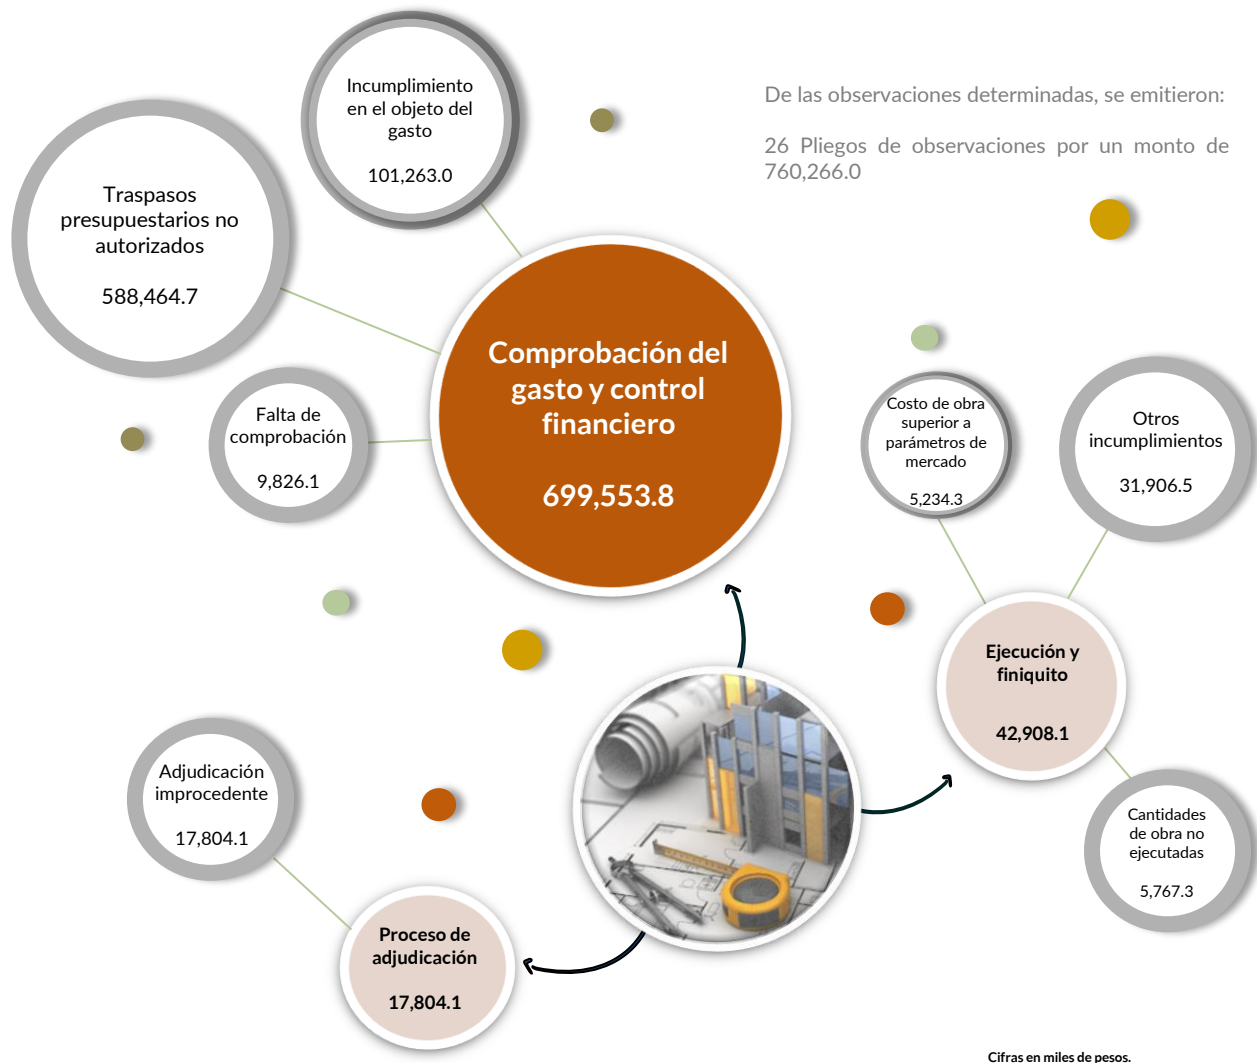 Incumplimiento
en el objeto del
gasto
101,263.0
De las observaciones determinadas, se emitieron:
26 Pliegos de observaciones por un monto de
760,266.0
Traspasos
presupuestarios no
autorizados
588,464.7
Comprobación del
gasto y control
financiero
699,553.8
Falta de
comprobación
9,826.1
Costo de obra
superior a
parámetros de
mercado
5,234.3
Otros
incumplimientos
31,906.5
Ejecución y
finiquito
42,908.1
Adjudicación
improcedente
17,804.1
Cantidades
de obra no
ejecutadas
5,767.3
Proceso de
adjudicación
17,804.1
Cifras en miles de pesos.